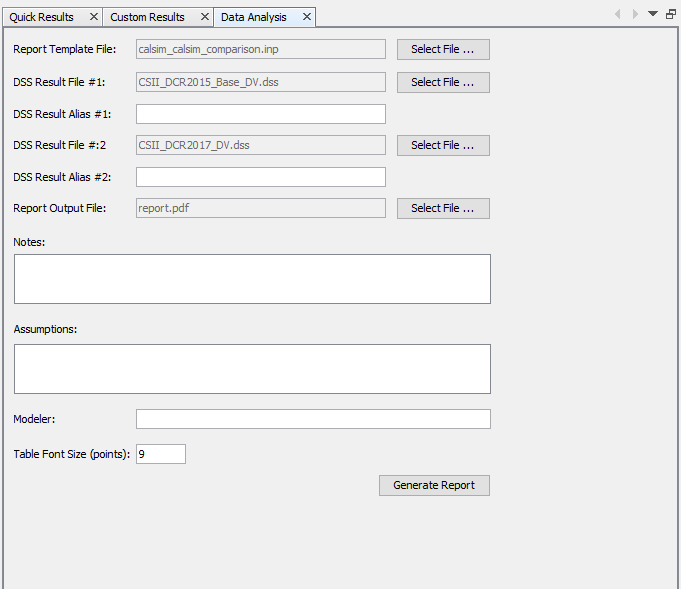 Quick Results Custom Results Data Analysis
Report Template File: calsim_calsim_comparison.inp Select File ...
DSS Result File #1: CSII_DCR2015_Base_DV.dss Select File ...
DSS Result Alias #1:
DSS Result File #:2 CSII_DCR2017_DV.dss Select File ...
DSS Result Alias #2:
Report Output File: report.pdf Select File ...
Notes:
Assumptions:
Modeler:
Table Font Size (points): 9
Generate Report